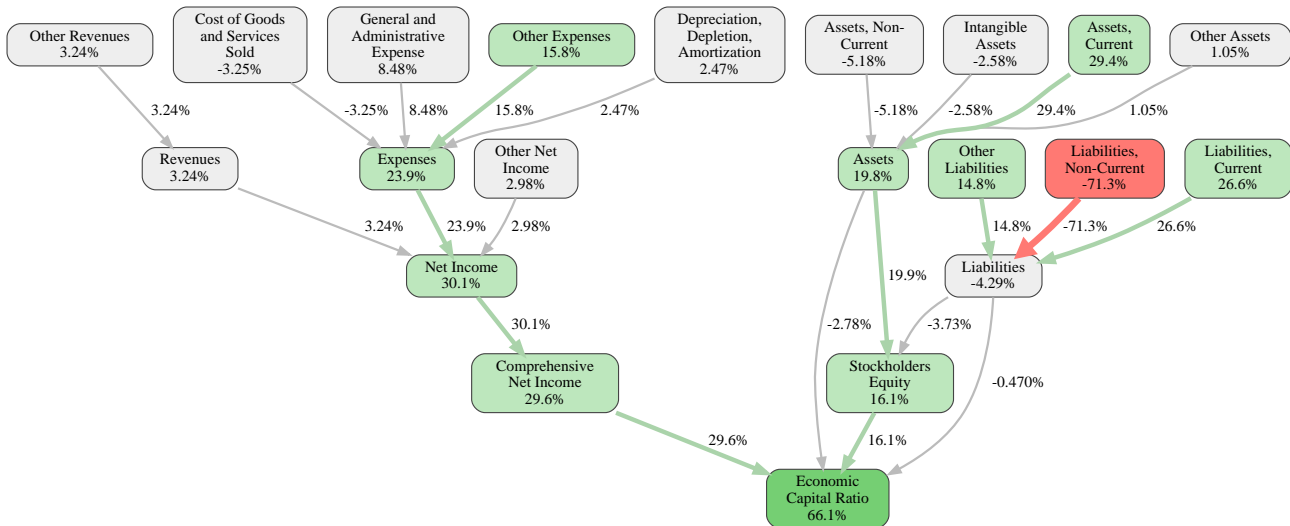 Other Revenues
3.24%
Cost of Goods
and Services
Sold
-3.25%
General and
Administrative
Expense
8.48%
Other Expenses
15.8%
Depreciation,
Depletion,
Amortization
2.47%
Assets, Non-
Current
-5.18%
Intangible
Assets
-2.58%
Assets,
Current
29.4%
Other Assets
1.05%
3.24%
-3.25%
8.48%
15.8%
2.47%
-5.18%
-2.58%
29.4%
1.05%
Revenues
3.24%
Expenses
23.9%
Other Net
Income
2.98%
Assets
19.8%
Other
Liabilities
14.8%
Liabilities,
Non-Current
-71.3%
Liabilities,
Current
26.6%
3.24%
23.9%
2.98%
14.8%
-71.3%
26.6%
Net Income
30.1%
19.9%
Liabilities
-4.29%
30.1%
-2.78%
-3.73%
Comprehensive
Net Income
29.6%
Stockholders
Equity
16.1%
-0.470%
29.6%
16.1%
Economic
Capital Ratio
66.1%